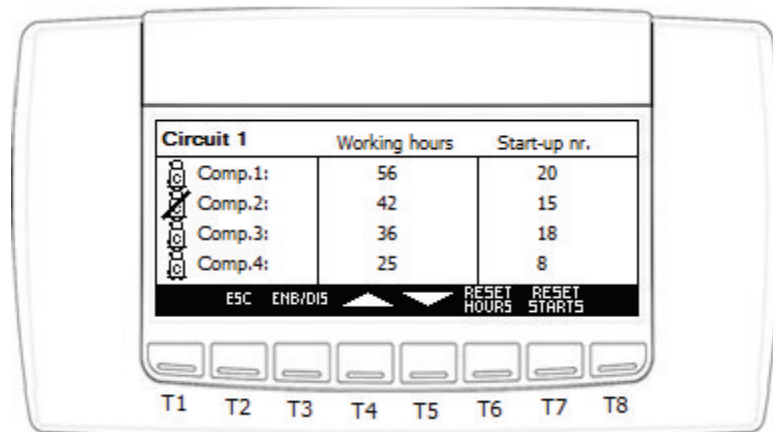 Circuit 1 Working hours Start-up nr.
Comp.1: 56 20
Comp.2: 42 15
Comp.3: 36 18
Comp.4: 25 8
ESC ENB/DIS RESET HOURS RESET STARTS
T1 T2 T3 T4 T5 T6 T7 T8